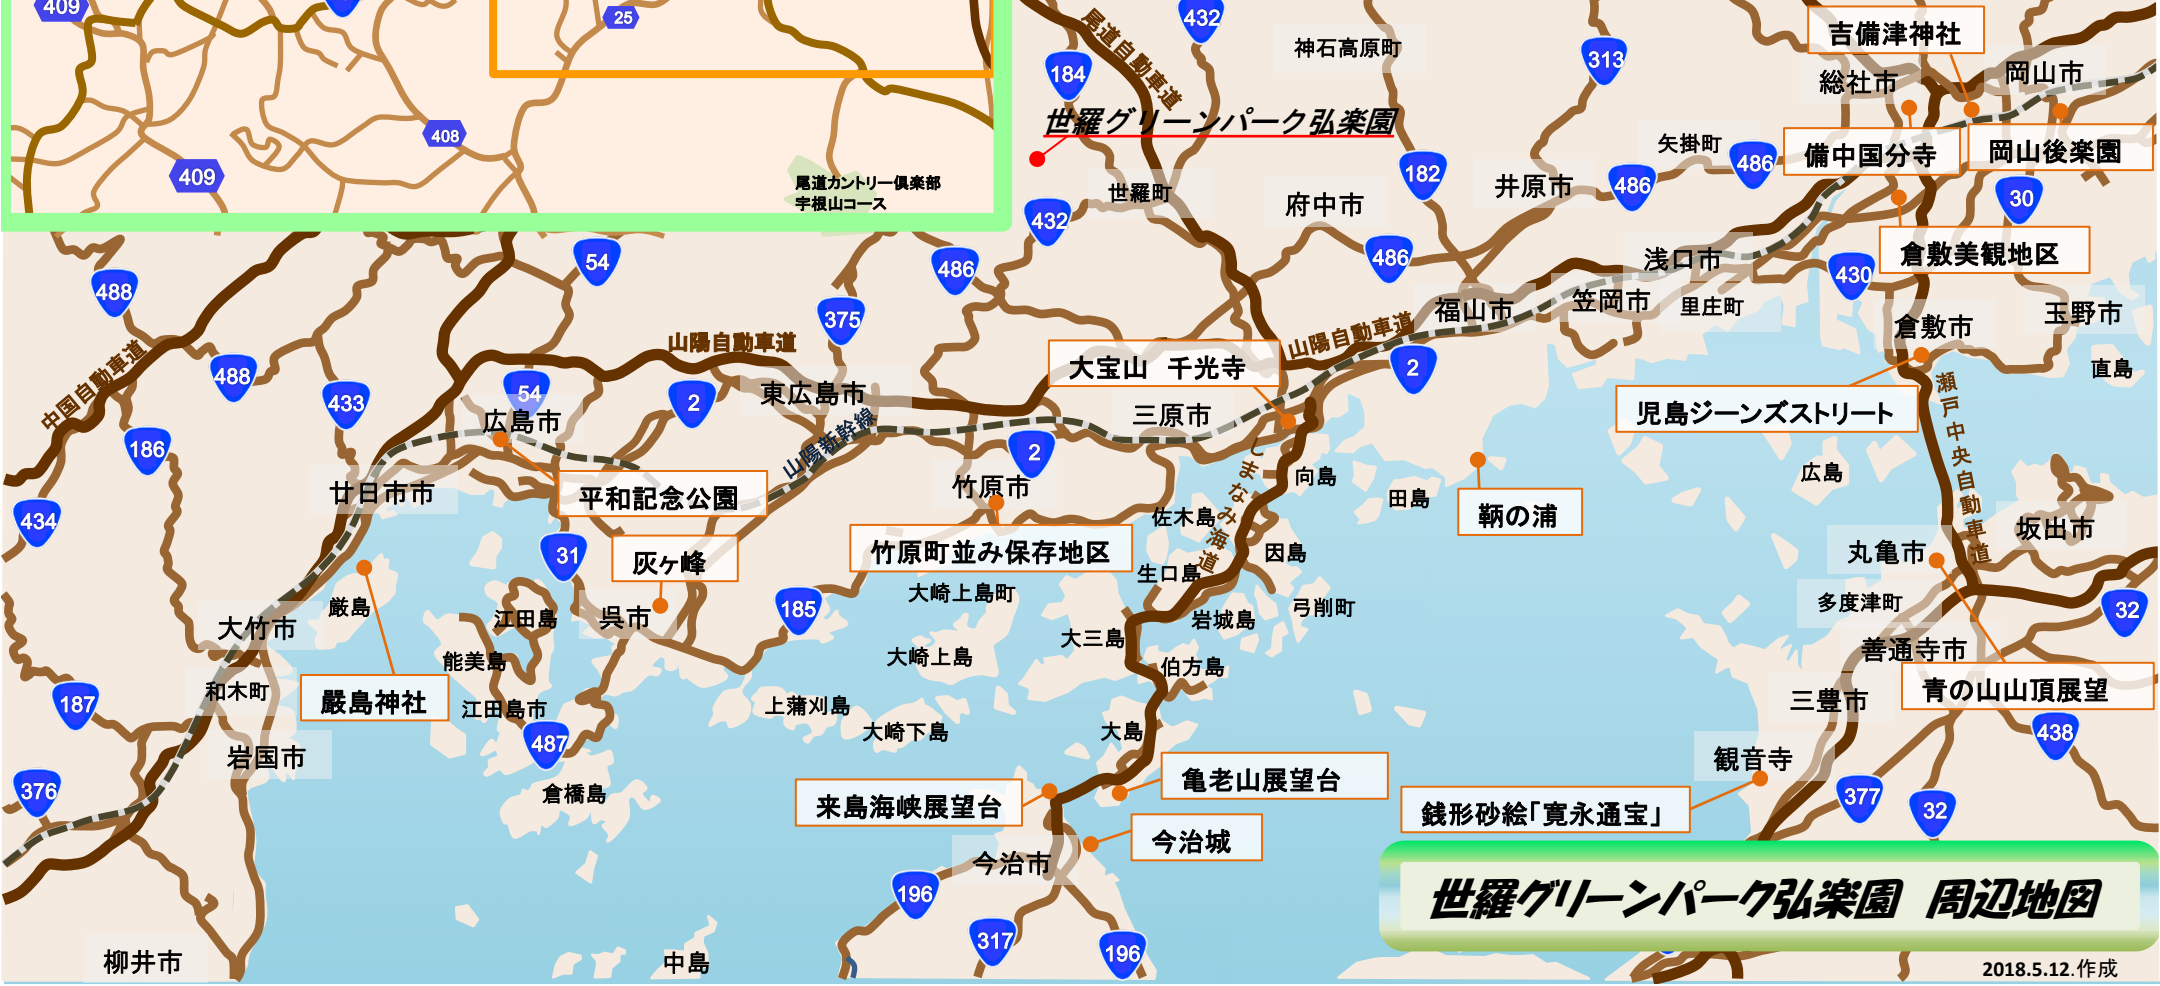 409
25
408
409
尾道カントリー倶楽部
宇根山コース
尾道自動車道
432
184
神石高原町
313
吉備津神社
総社市
岡山市
世羅グリーンパーク弘楽園
矢掛町
486
備中国分寺
岡山後楽園
世羅町
432
182
府中市
井原市
486
30
486
浅口市
倉敷美観地区
430
488
54
486
375
福山市
笠岡市
里庄町
倉敷市
玉野市
直島
中国自動車道
488
433
54
山陽自動車道
2
東広島市
大宝山 千光寺
山陽自動車道
2
児島ジーンズストリート
瀬戸中央自動車道
広島市
山陽新幹線
三原市
186
434
廿日市市
平和記念公園
竹原市
2
しまなみ海道
向島
田島
鞆の浦
広島
坂出市
佐木島
31
灰ヶ峰
竹原町並み保存地区
因島
生口島
丸亀市
厳島
江田島
呉市
185
大崎上島町
岩城島
弓削町
多度津町
32
大竹市
能美島
大崎上島
大三島
伯方島
善通寺市
和木町
嚴島神社
江田島市
上蒲刈島
大崎下島
大島
三豊市
青の山山頂展望
187
岩国市
487
438
観音寺
376
倉橋島
来島海峡展望台
亀老山展望台
銭形砂絵「寛永通宝」
377
32
今治城
今治市
196
317
196
柳井市
中島
世羅グリーンパーク弘楽園 周辺地図
2018.5.12.作成